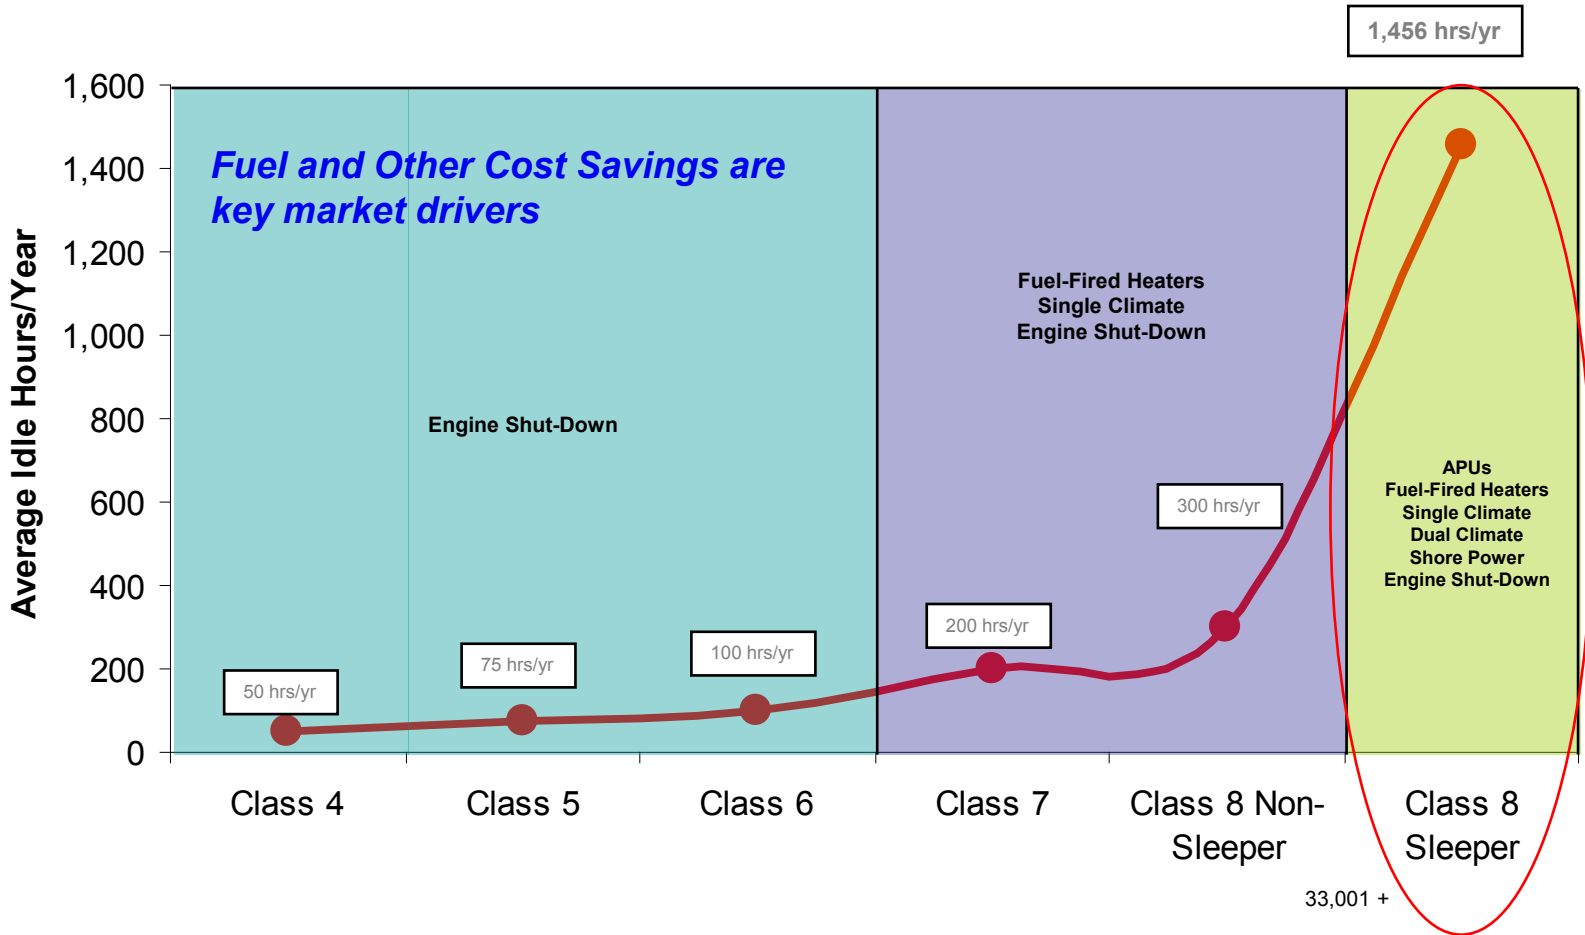 1,456 hrs/yr
1,600
1,400
1,200
1,000
800
600
400
200
0
Average Idle Hours/Year
Fuel and Other Cost Savings are
key market drivers
Engine Shut-Down
Fuel-Fired Heaters
Single Climate
Engine Shut-Down
APUs
Fuel-Fired Heaters
Single Climate
Dual Climate
Shore Power
Engine Shut-Down
50 hrs/yr
75 hrs/yr
100 hrs/yr
200 hrs/yr
300 hrs/yr
Class 4
Class 5
Class 6
Class 7
Class 8 Non-
Sleeper
Class 8
Sleeper
33,001 +